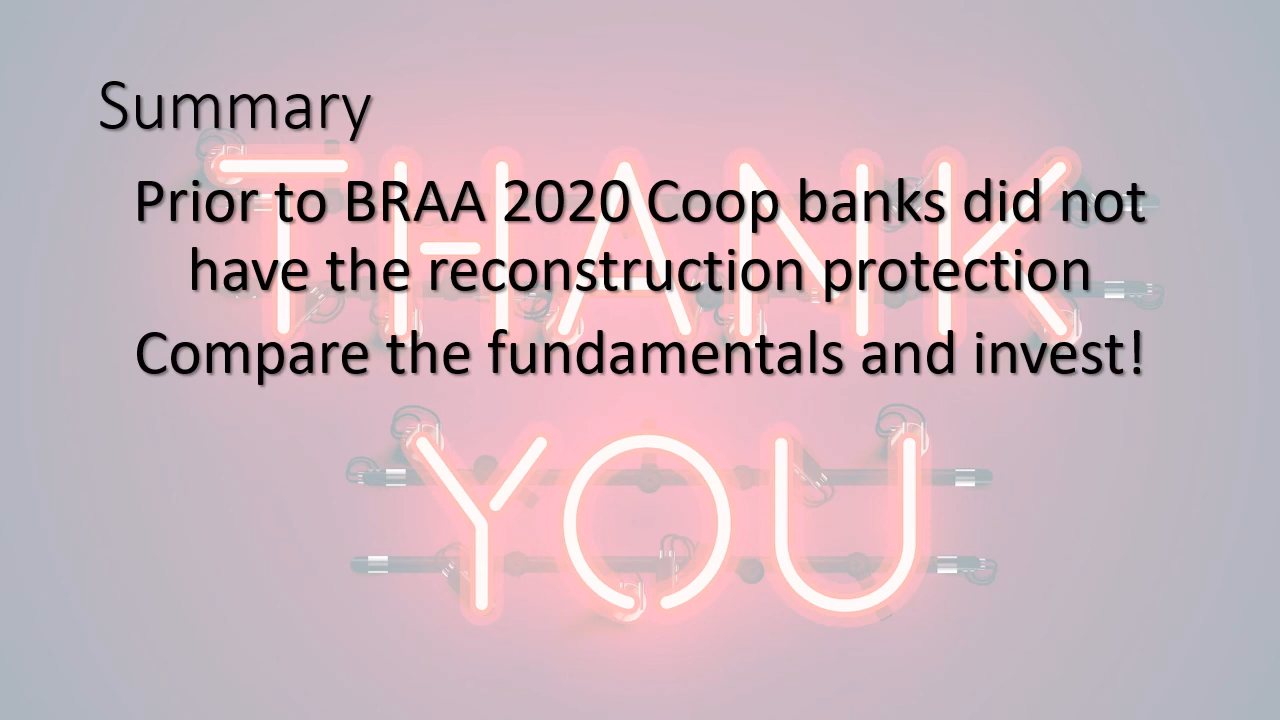 Summary
Prior to BRAA 2020 Coop banks did not
have the reconstruction protection
Compare the fundamentals and invest!
THANK
YOU